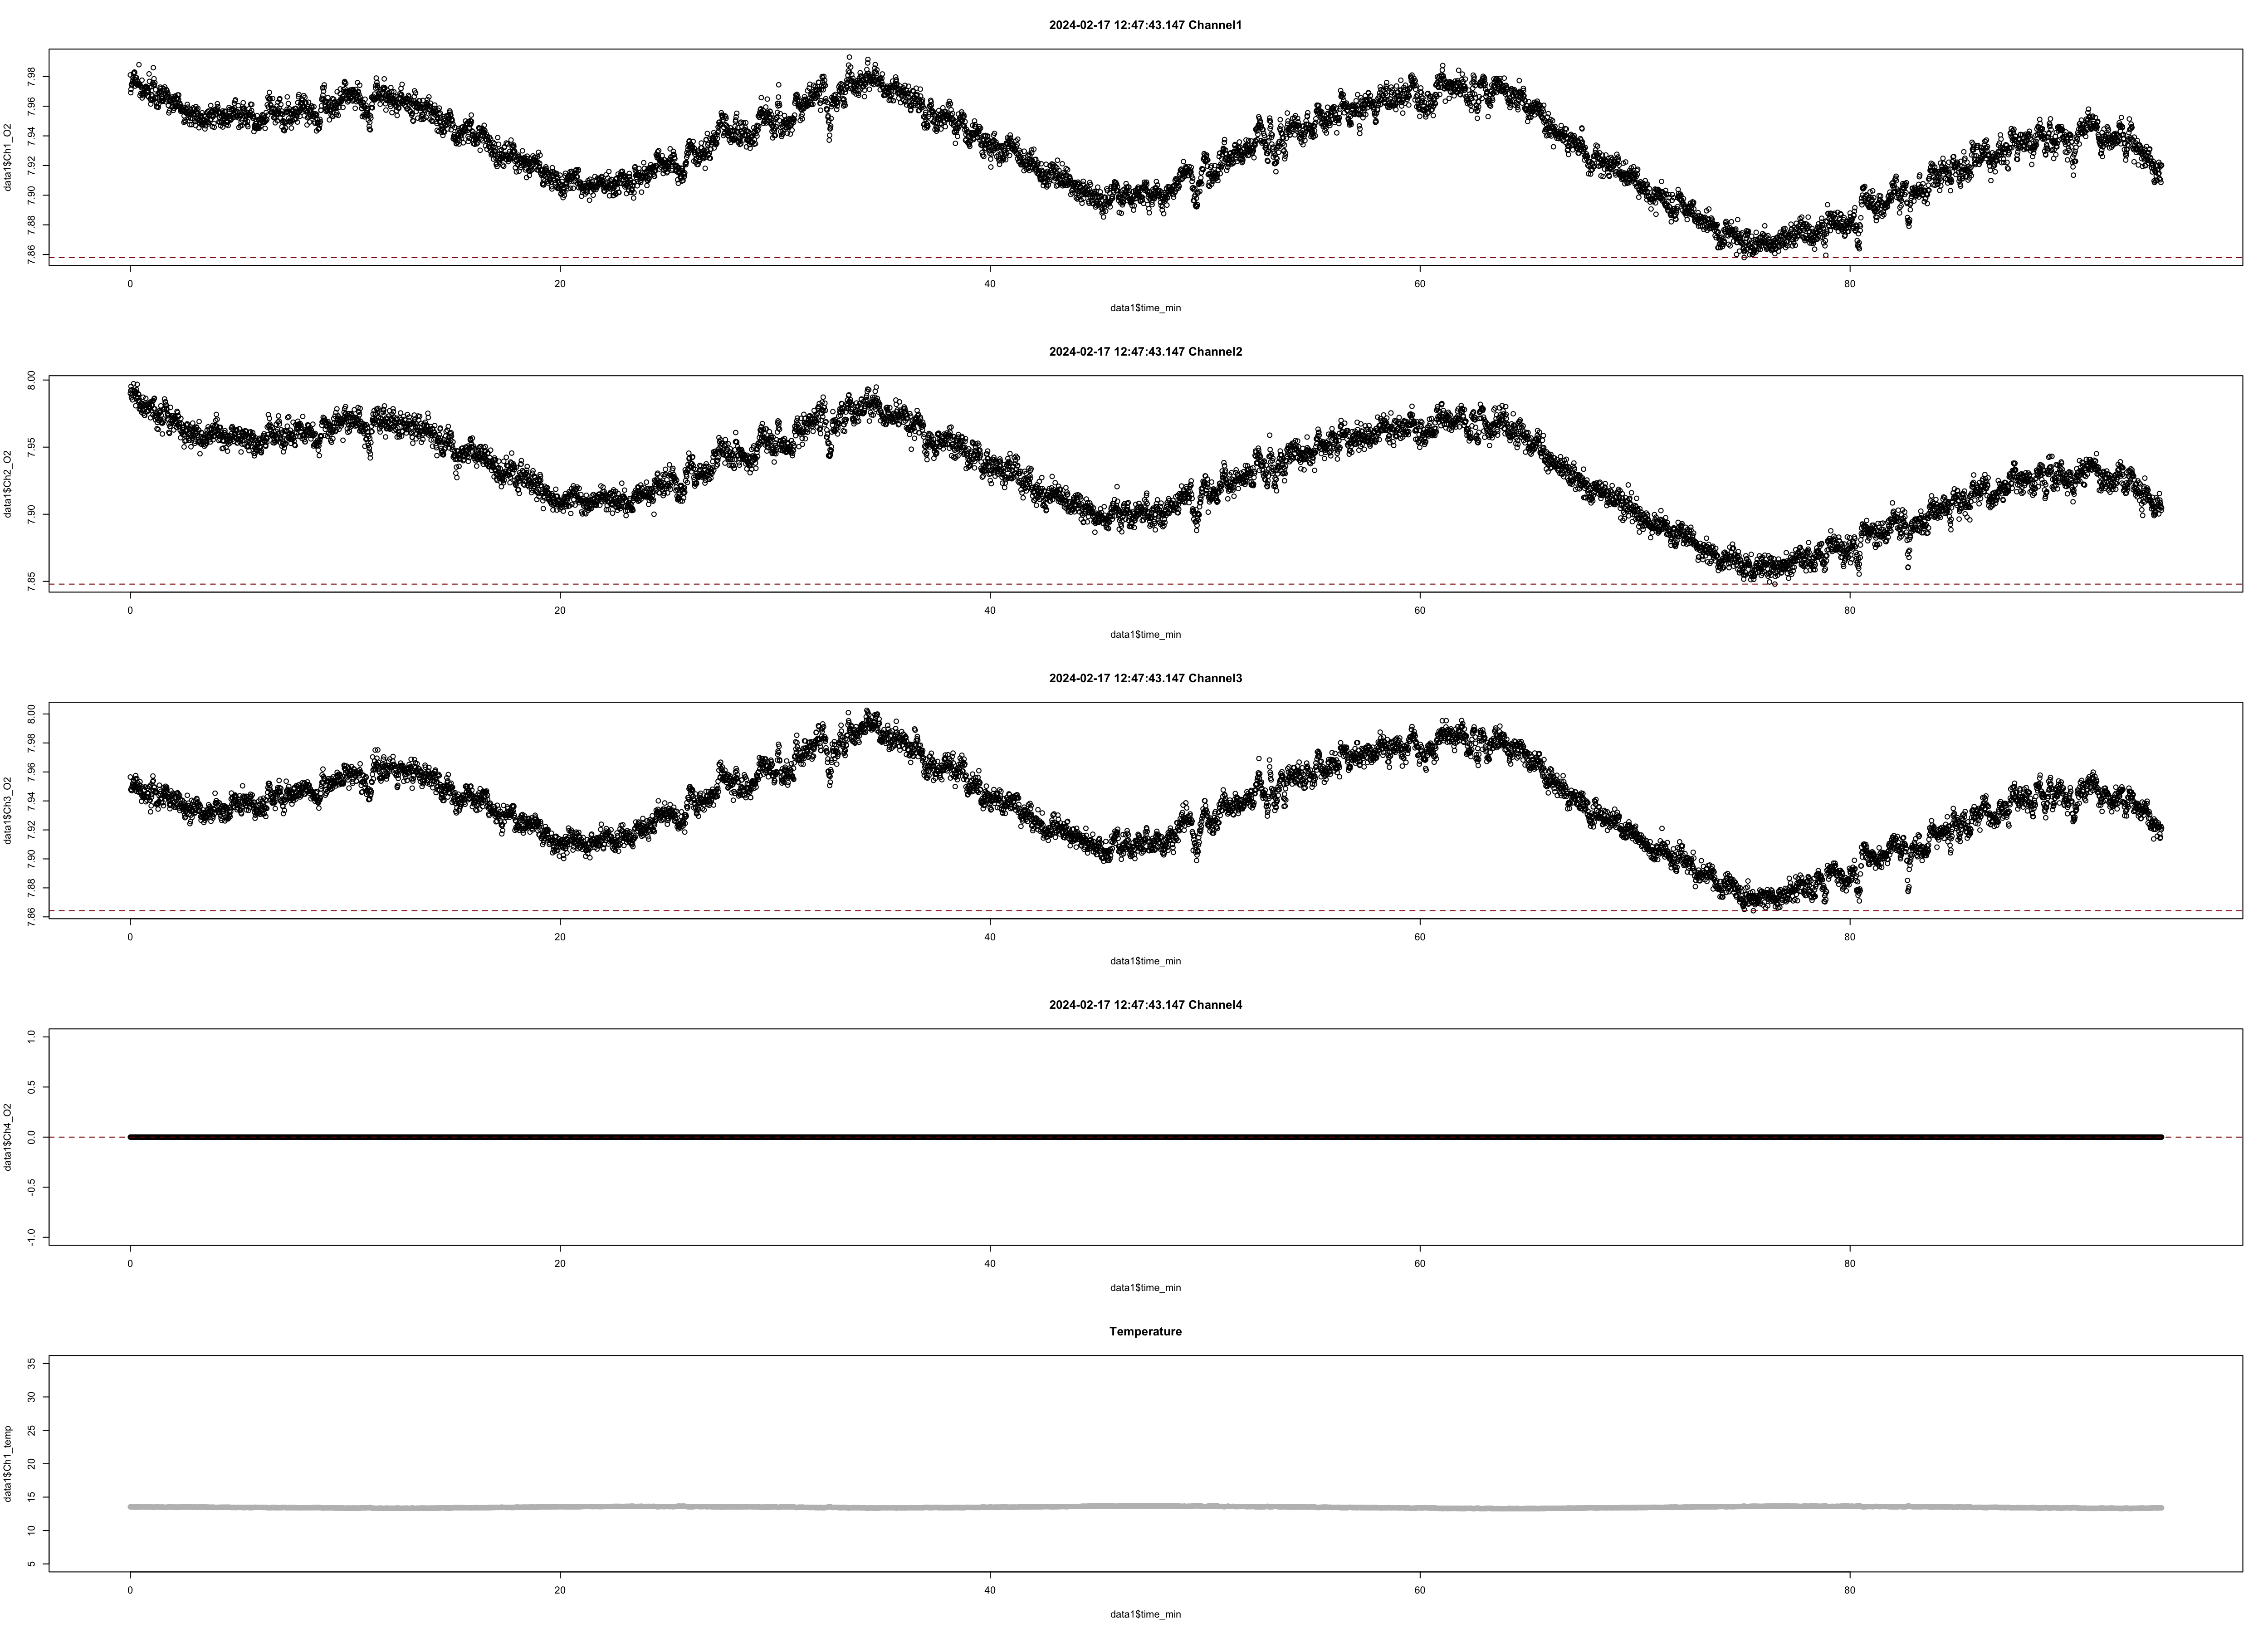 2024-02-17 12:47:43.147 Channel1
data1$Ch1_O2
7.98
7.96
7.94
7.92
7.90
7.88
7.86
0 20 40 60 80
data1$time_min
2024-02-17 12:47:43.147 Channel2
data1$Ch2_O2
8.00
7.95
7.90
7.85
0 20 40 60 80
data1$time_min
2024-02-17 12:47:43.147 Channel3
data1$Ch3_O2
8.00
7.98
7.96
7.94
7.92
7.90
7.88
7.86
0 20 40 60 80
data1$time_min
2024-02-17 12:47:43.147 Channel4
data1$Ch4_O2
1.0
0.5
0.0
-0.5
-1.0
0 20 40 60 80
data1$time_min
Temperature
data1$Ch1_temp
35
30
25
20
15
10
5
0 20 40 60 80
data1$time_min